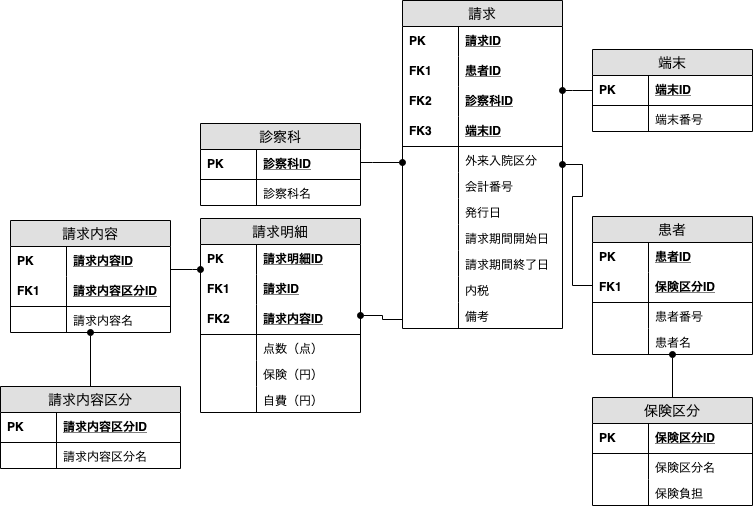 請求
PK 請求ID
FK1 患者ID
FK2 診察科ID
FK3 端末ID
外来入院区分
会計番号
発行日
請求期間開始日
請求期間終了日
内税
備考
端末
PK 端末ID
端末番号
診察科
PK 診察科ID
診察科名
請求内容
PK 請求内容ID
FK1 請求内容区分ID
請求内容名
請求明細
PK 請求明細ID
FK1 請求ID
FK2 請求内容ID
点数（点）
保険（円）
自費（円）
患者
PK 患者ID
FK1 保険区分ID
患者番号
患者名
請求内容区分
PK 請求内容区分ID
請求内容区分名
保険区分
PK 保険区分ID
保険区分名
保険負担